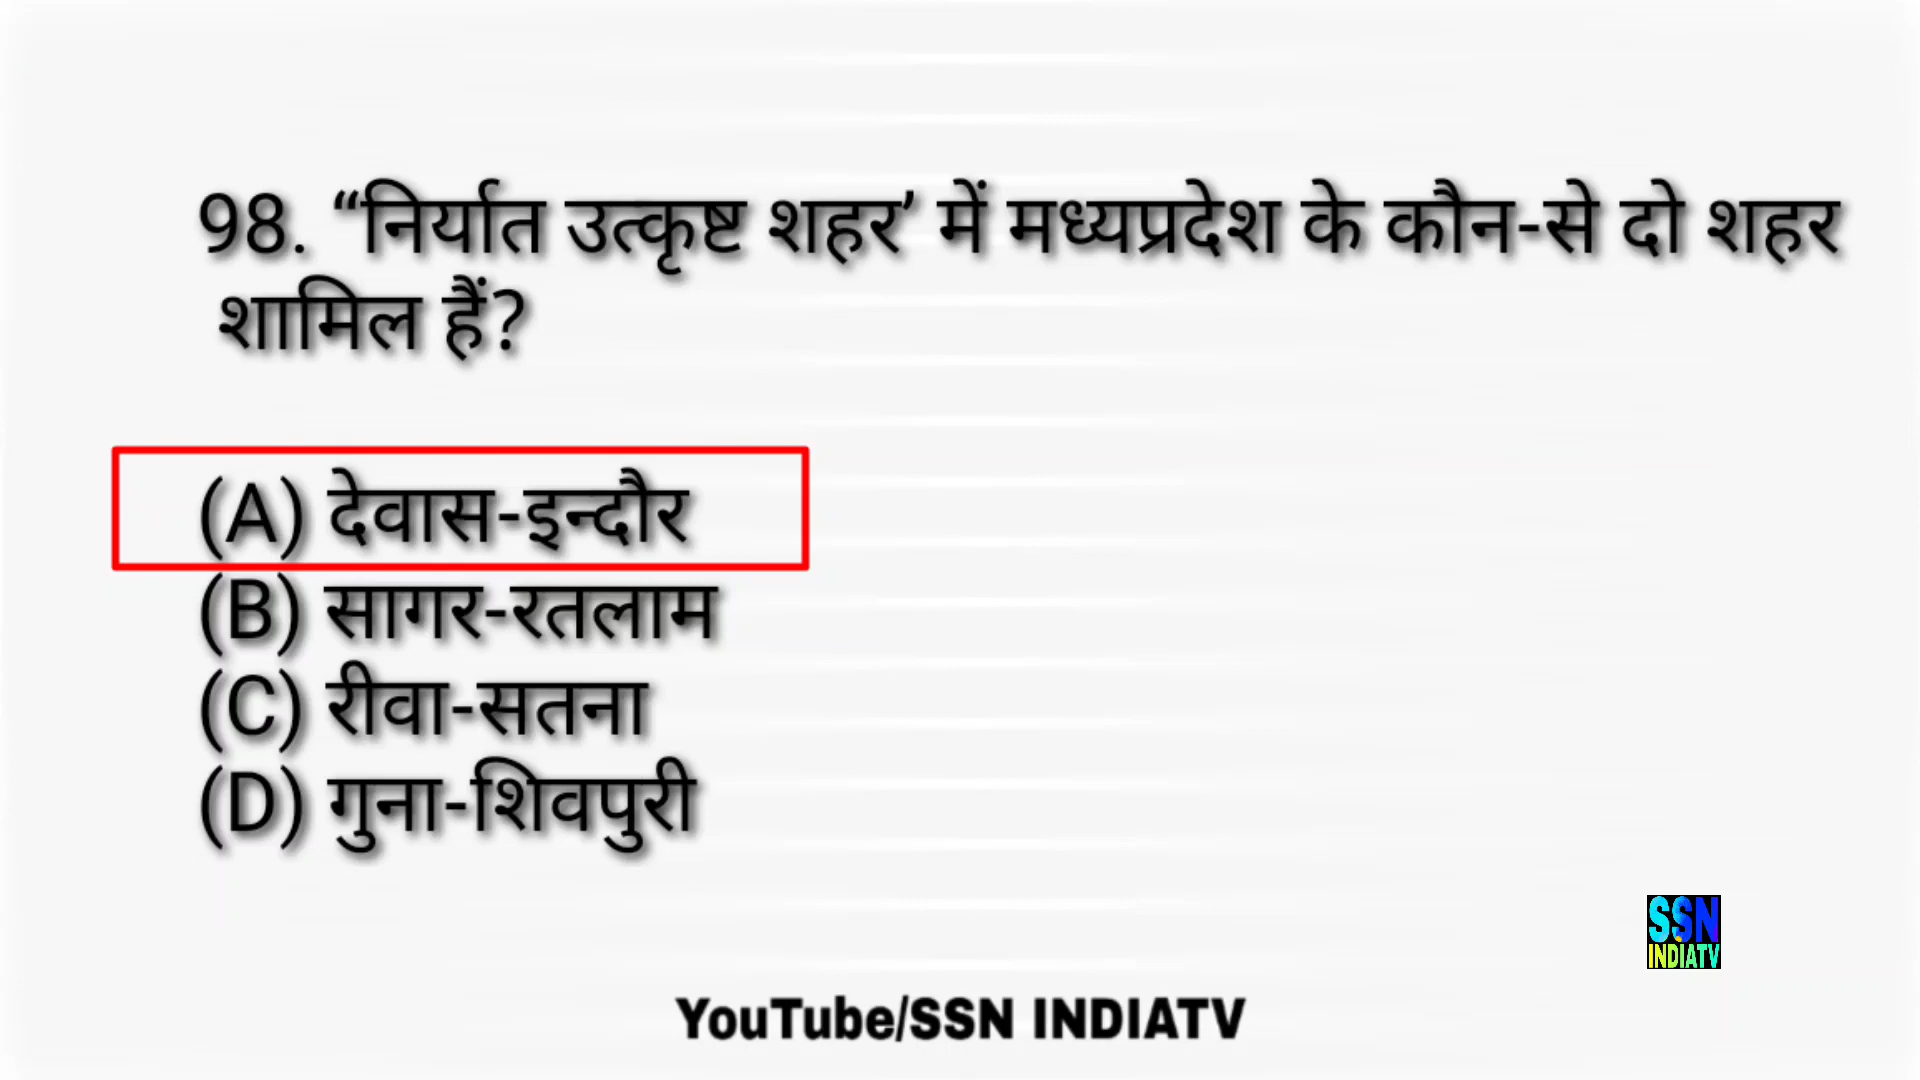 98. “निर्यात उत्कृष्ट शहर’ में मध्यप्रदेश के कौन-से दो शहर
शामिल हैं?
(A) देवास-इन्दौर
(B) सागर-रतलाम
(C) रीवा-सतना
(D) गुना-शिवपुरी
SSN
INDIATV
YouTube/SSN INDIATV